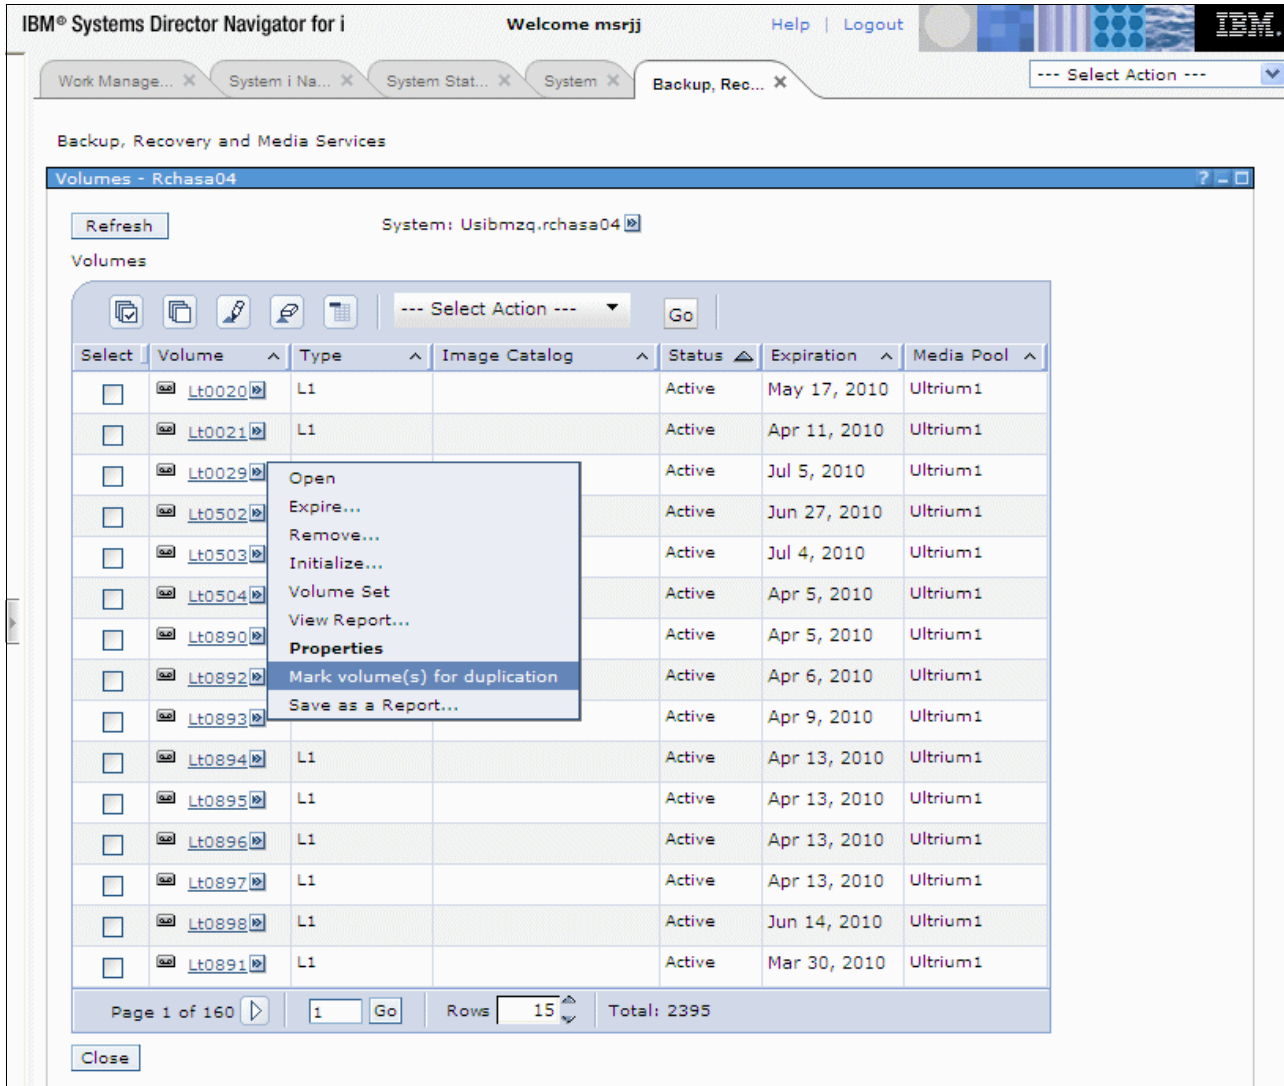 IBM® Systems Director Navigator for i Welcome msrjj Help | Logout IBM.
Work Manage... System i Na... System Stat... System Backup, Rec... --- Select Action ---
Backup, Recovery and Media Services
Volumes - Rchasa04 ?
Refresh System: Usibmzq.rchasa04
Volumes
--- Select Action --- Go
Select Volume Type Image Catalog Status Expiration Media Pool
Lt0020 L1 Active May 17, 2010 Ultrium1
Lt0021 L1 Active Apr 11, 2010 Ultrium1
Lt0029 Active Jul 5, 2010 Ultrium1
Lt0502 Active Jun 27, 2010 Ultrium1
Lt0503 Active Jul 4, 2010 Ultrium1
Lt0504 Active Apr 5, 2010 Ultrium1
Lt0890 Active Apr 5, 2010 Ultrium1
Lt0892 Active Apr 6, 2010 Ultrium1
Lt0893 Active Apr 9, 2010 Ultrium1
Open
Expire...
Remove...
Initialize...
Volume Set
View Report...
Properties
Mark volume(s) for duplication
Save as a Report...
Lt0894 L1 Active Apr 13, 2010 Ultrium1
Lt0895 L1 Active Apr 13, 2010 Ultrium1
Lt0896 L1 Active Apr 13, 2010 Ultrium1
Lt0897 L1 Active Apr 13, 2010 Ultrium1
Lt0898 L1 Active Jun 14, 2010 Ultrium1
Lt0891 L1 Active Mar 30, 2010 Ultrium1
Page 1 of 160 1 Go Rows 15 Total: 2395
Close